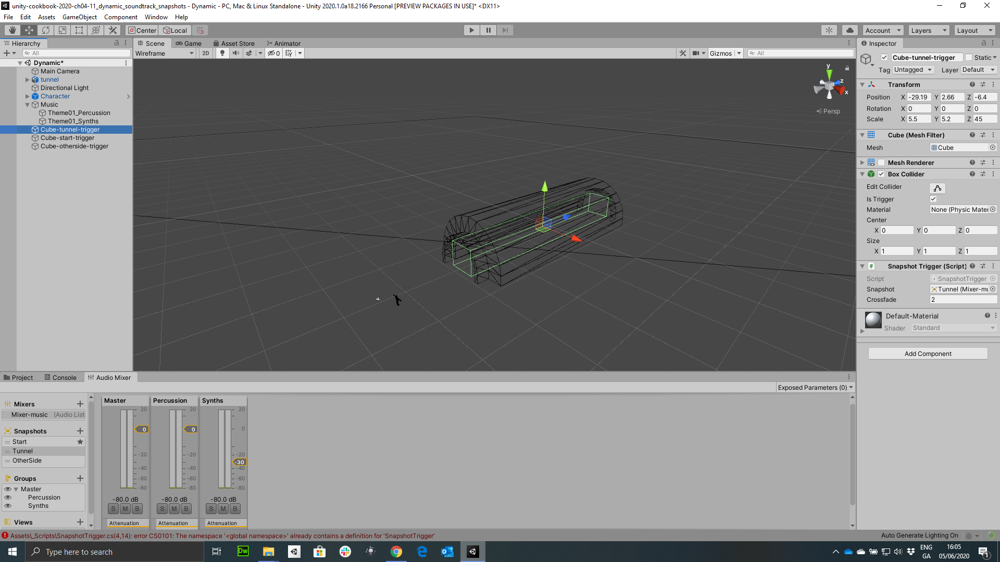 unity-cookbook-2020-ch04-11_dynamic_soundtrack_snapshots - Dynamic - PC, Mac & Linux Standalone - Unity 2020.1.0a18.2166 Personal [PREVIEW PACKAGES IN USE]* <DX11>
File Edit Assets GameObject Component Window Help
Center Local Account Layers Layout
Hierarchy
All
Dynamic*
Main Camera
tunnel
Directional Light
Character
Music
Theme01_Percussion
Theme01_Synths
Cube-tunnel-trigger
Cube-start-trigger
Cube-otherside-trigger
Scene Game Asset Store Animator
Wireframe 2D 0 Gizmos All
y
z
x
Persp
Inspector
Cube-tunnel-trigger Static
Tag Untagged Layer Default
Transform
Position X -29.19 Y 2.66 Z -6.4
Rotation X 0 Y 0 Z 0
Scale X 5.5 Y 5.2 Z 45
Cube (Mesh Filter)
Mesh Cube
Mesh Renderer
Box Collider
Edit Collider
Is Trigger
Material None (Physic Mater
Center
X 0 Y 0 Z 0
Size
X 1 Y 1 Z 1
# Snapshot Trigger (Script)
Script SnapshotTrigger
Snapshot Tunnel (Mixer-mu
Crossfade 2
Default-Material
Shader Standard
Add Component
Project Console Audio Mixer
Exposed Parameters (0)
Mixers
Mixer-music (Audio List
Snapshots
Start
Tunnel
OtherSide
Groups
Master
Percussion
Synths
Views
Master Percussion Synths
20 20 20
0 0 0
-20 -20 -20
-30
-40 -40 -40
-60 -60 -60
-80 -80 -80
-80.0 dB -80.0 dB -80.0 dB
S M B S M B S M B
Attenuation Attenuation Attenuation
Assets\_Scripts\SnapshotTrigger.cs(4,14): error CS0101: The namespace '<global namespace>' already contains a definition for 'SnapshotTrigger'
Auto Generate Lighting On
Type here to search
Dw
ENG
GA
16:05
05/06/2020
1